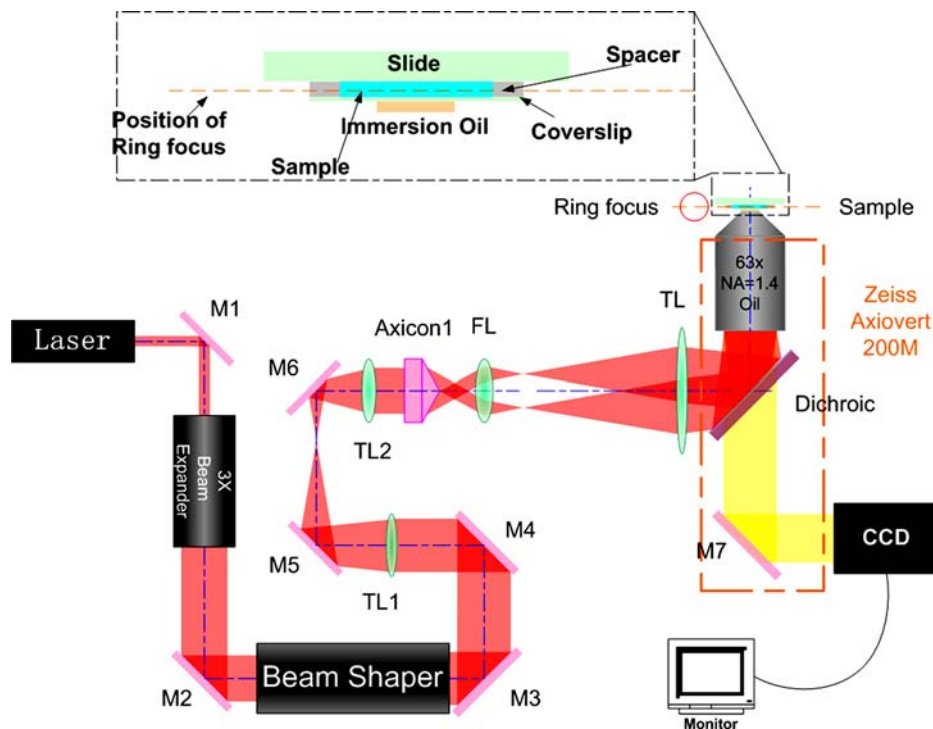 Slide
Spacer
Position of
Ring focus
Immersion Oil
Coverslip
Sample
Ring focus
Sample
63x
NA=1.4
Oil
Zeiss
Axiovert
200M
M1
Laser
Axicon1
FL
TL
M6
Dichroic
TL2
3X
Beam
Expander
M4
M5
M7
CCD
TL1
Beam Shaper
M2
M3
Monitor